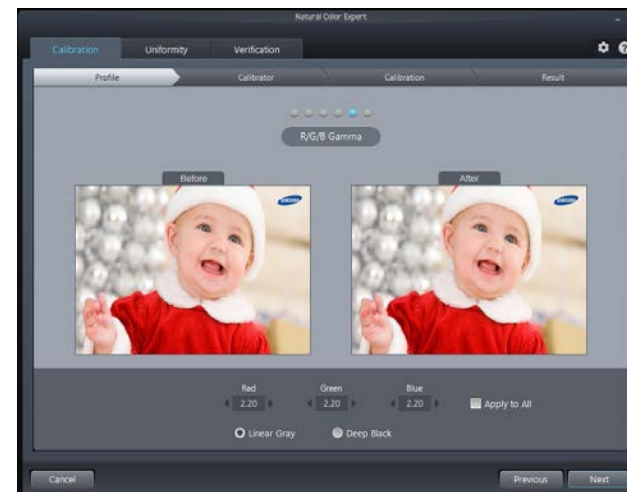 Natural Color Expert
Calibration Uniformity Verification
Profile Calibrator Calibration Result
R/G/B Gamma
Before After
SAMSUNG SAMSUNG
Red Green Blue
2.20 2.20 2.20 Apply to All
Linear Gray Deep Black
Cancel Previous Next